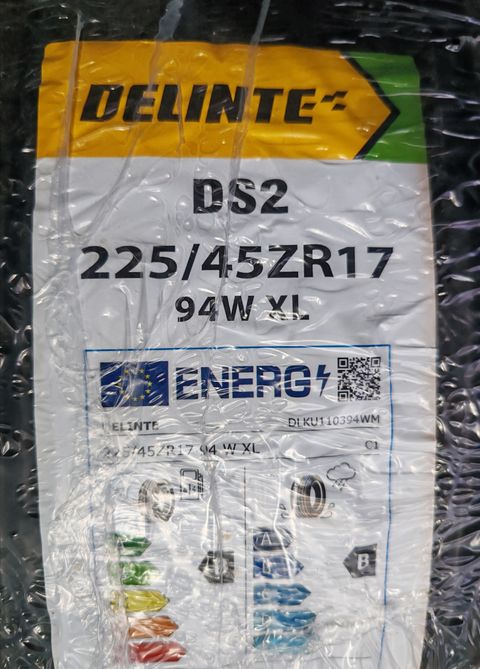 DELINTE
DS2
225/45ZR17
94W XL
ENERG
DELINTE DLKU110394WM
225/45ZR17 94 W XL C1
A
B